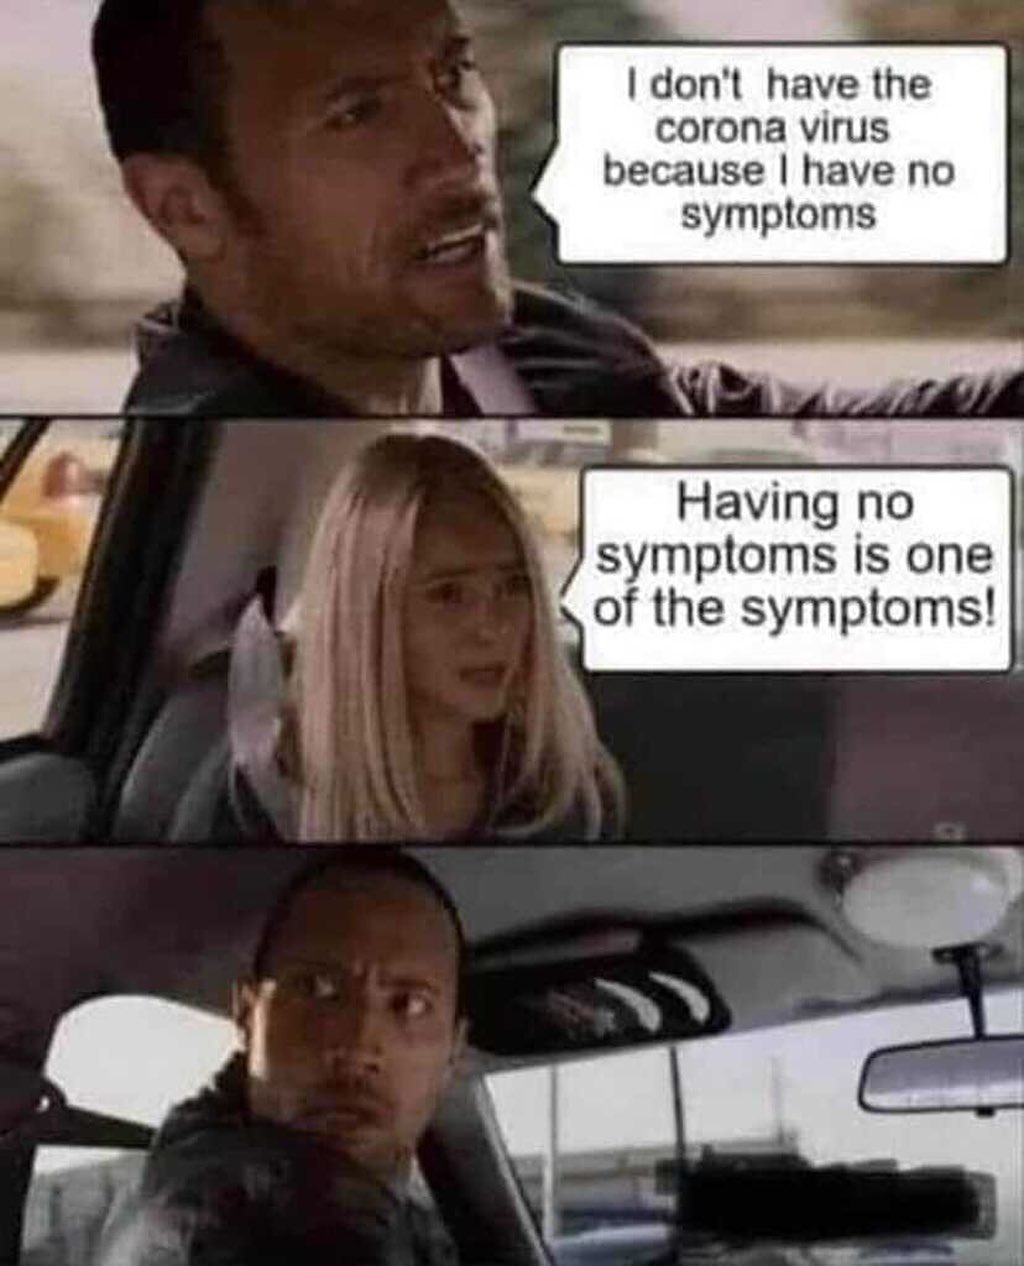 I don't have the
corona virus
because I have no
symptoms
Having no
symptoms is one
of the symptoms!